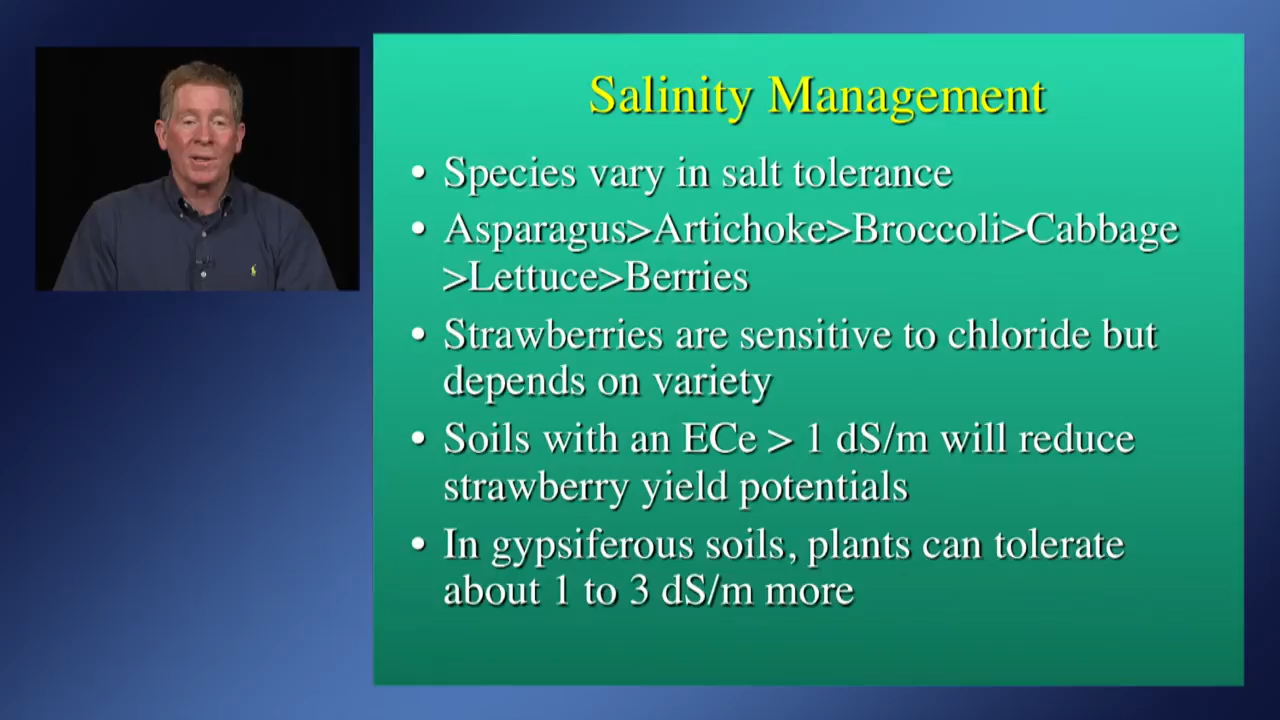 Salinity Management
• Species vary in salt tolerance
• Asparagus>Artichoke>Broccoli>Cabbage
>Lettuce>Berries
• Strawberries are sensitive to chloride but
depends on variety
• Soils with an ECe > 1 dS/m will reduce
strawberry yield potentials
• In gypsiferous soils, plants can tolerate
about 1 to 3 dS/m more